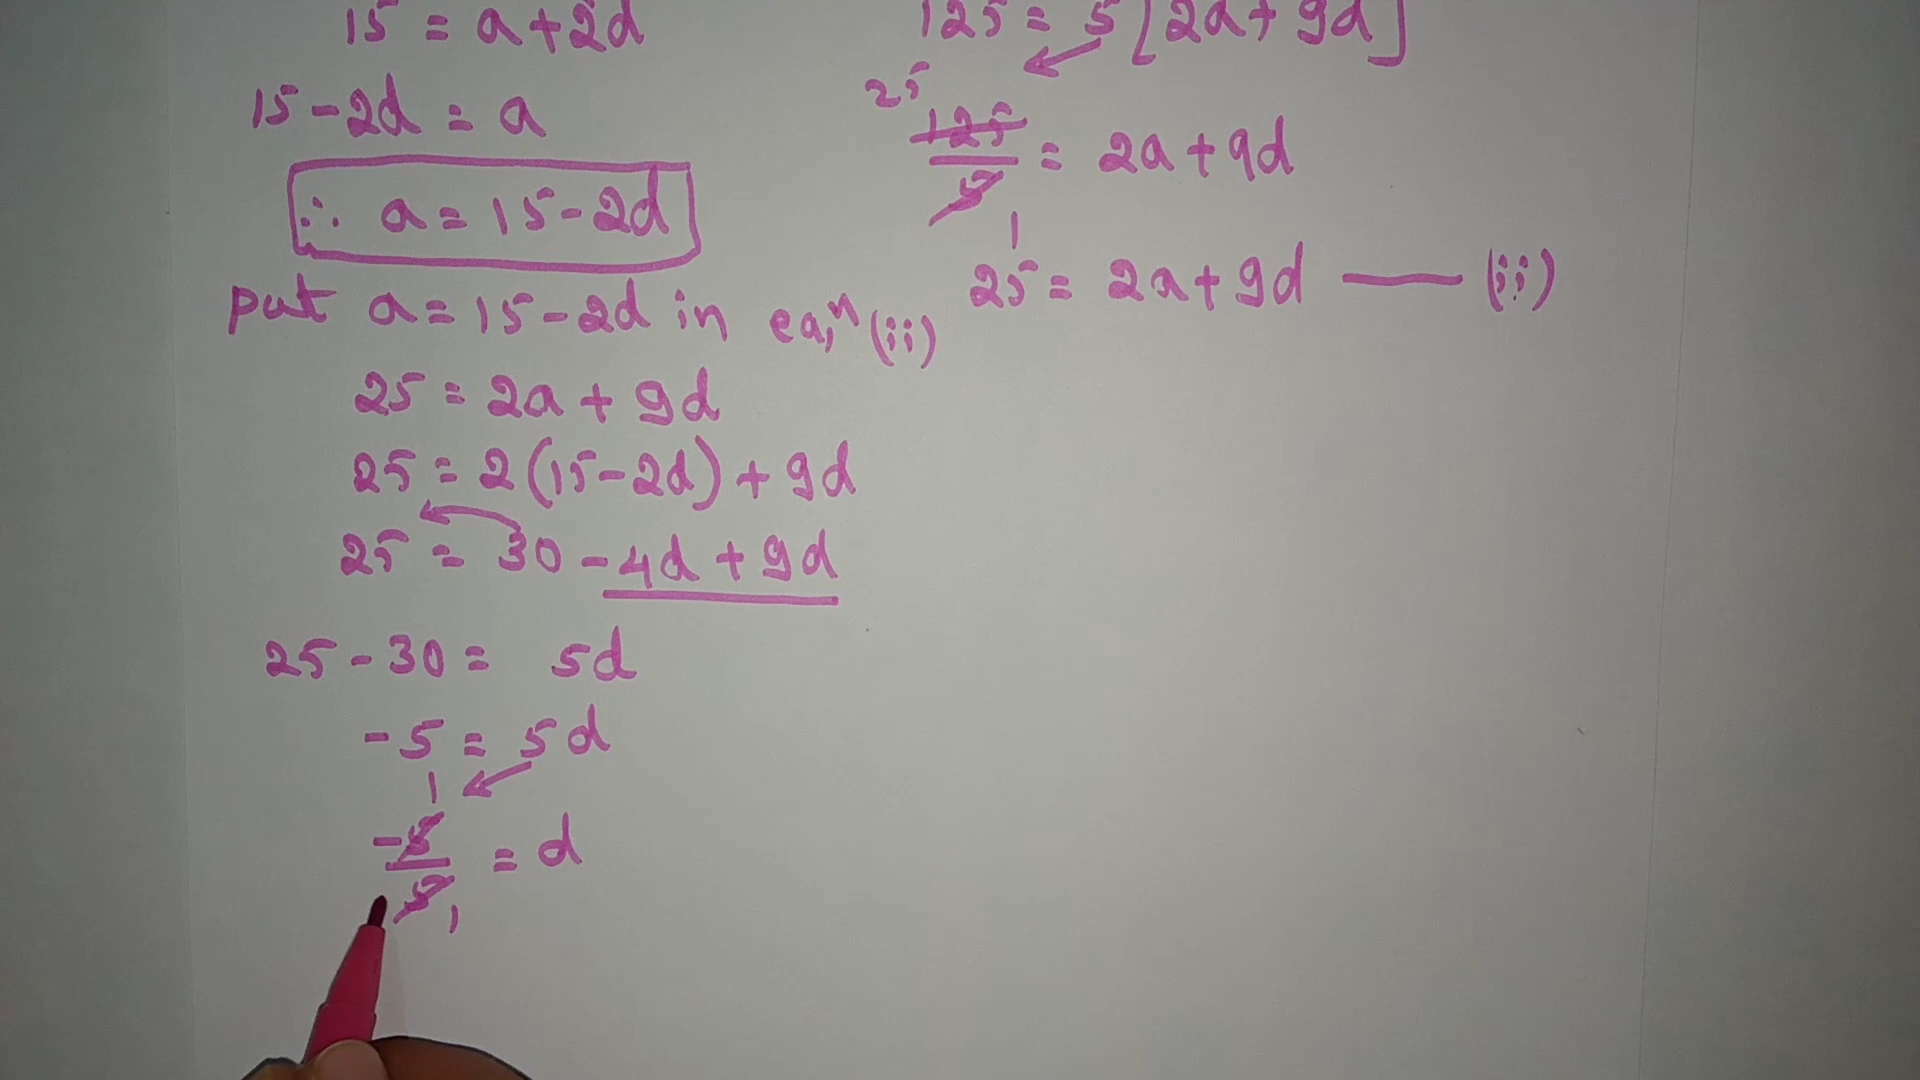 15 = a+2d
15-2d = a
∴ a = 15-2d
put a = 15-2d in eqⁿ (ii)
25 = 2a + 9d
25 = 2(15-2d) + 9d
25 = 30 - 4d + 9d
25 - 30 = 5d
-5 = 5d
1
-5/5 = d
1
125 = 5[2a+9d]
25
125/5 = 2a+9d
1
25 = 2a+9d —— (ii)